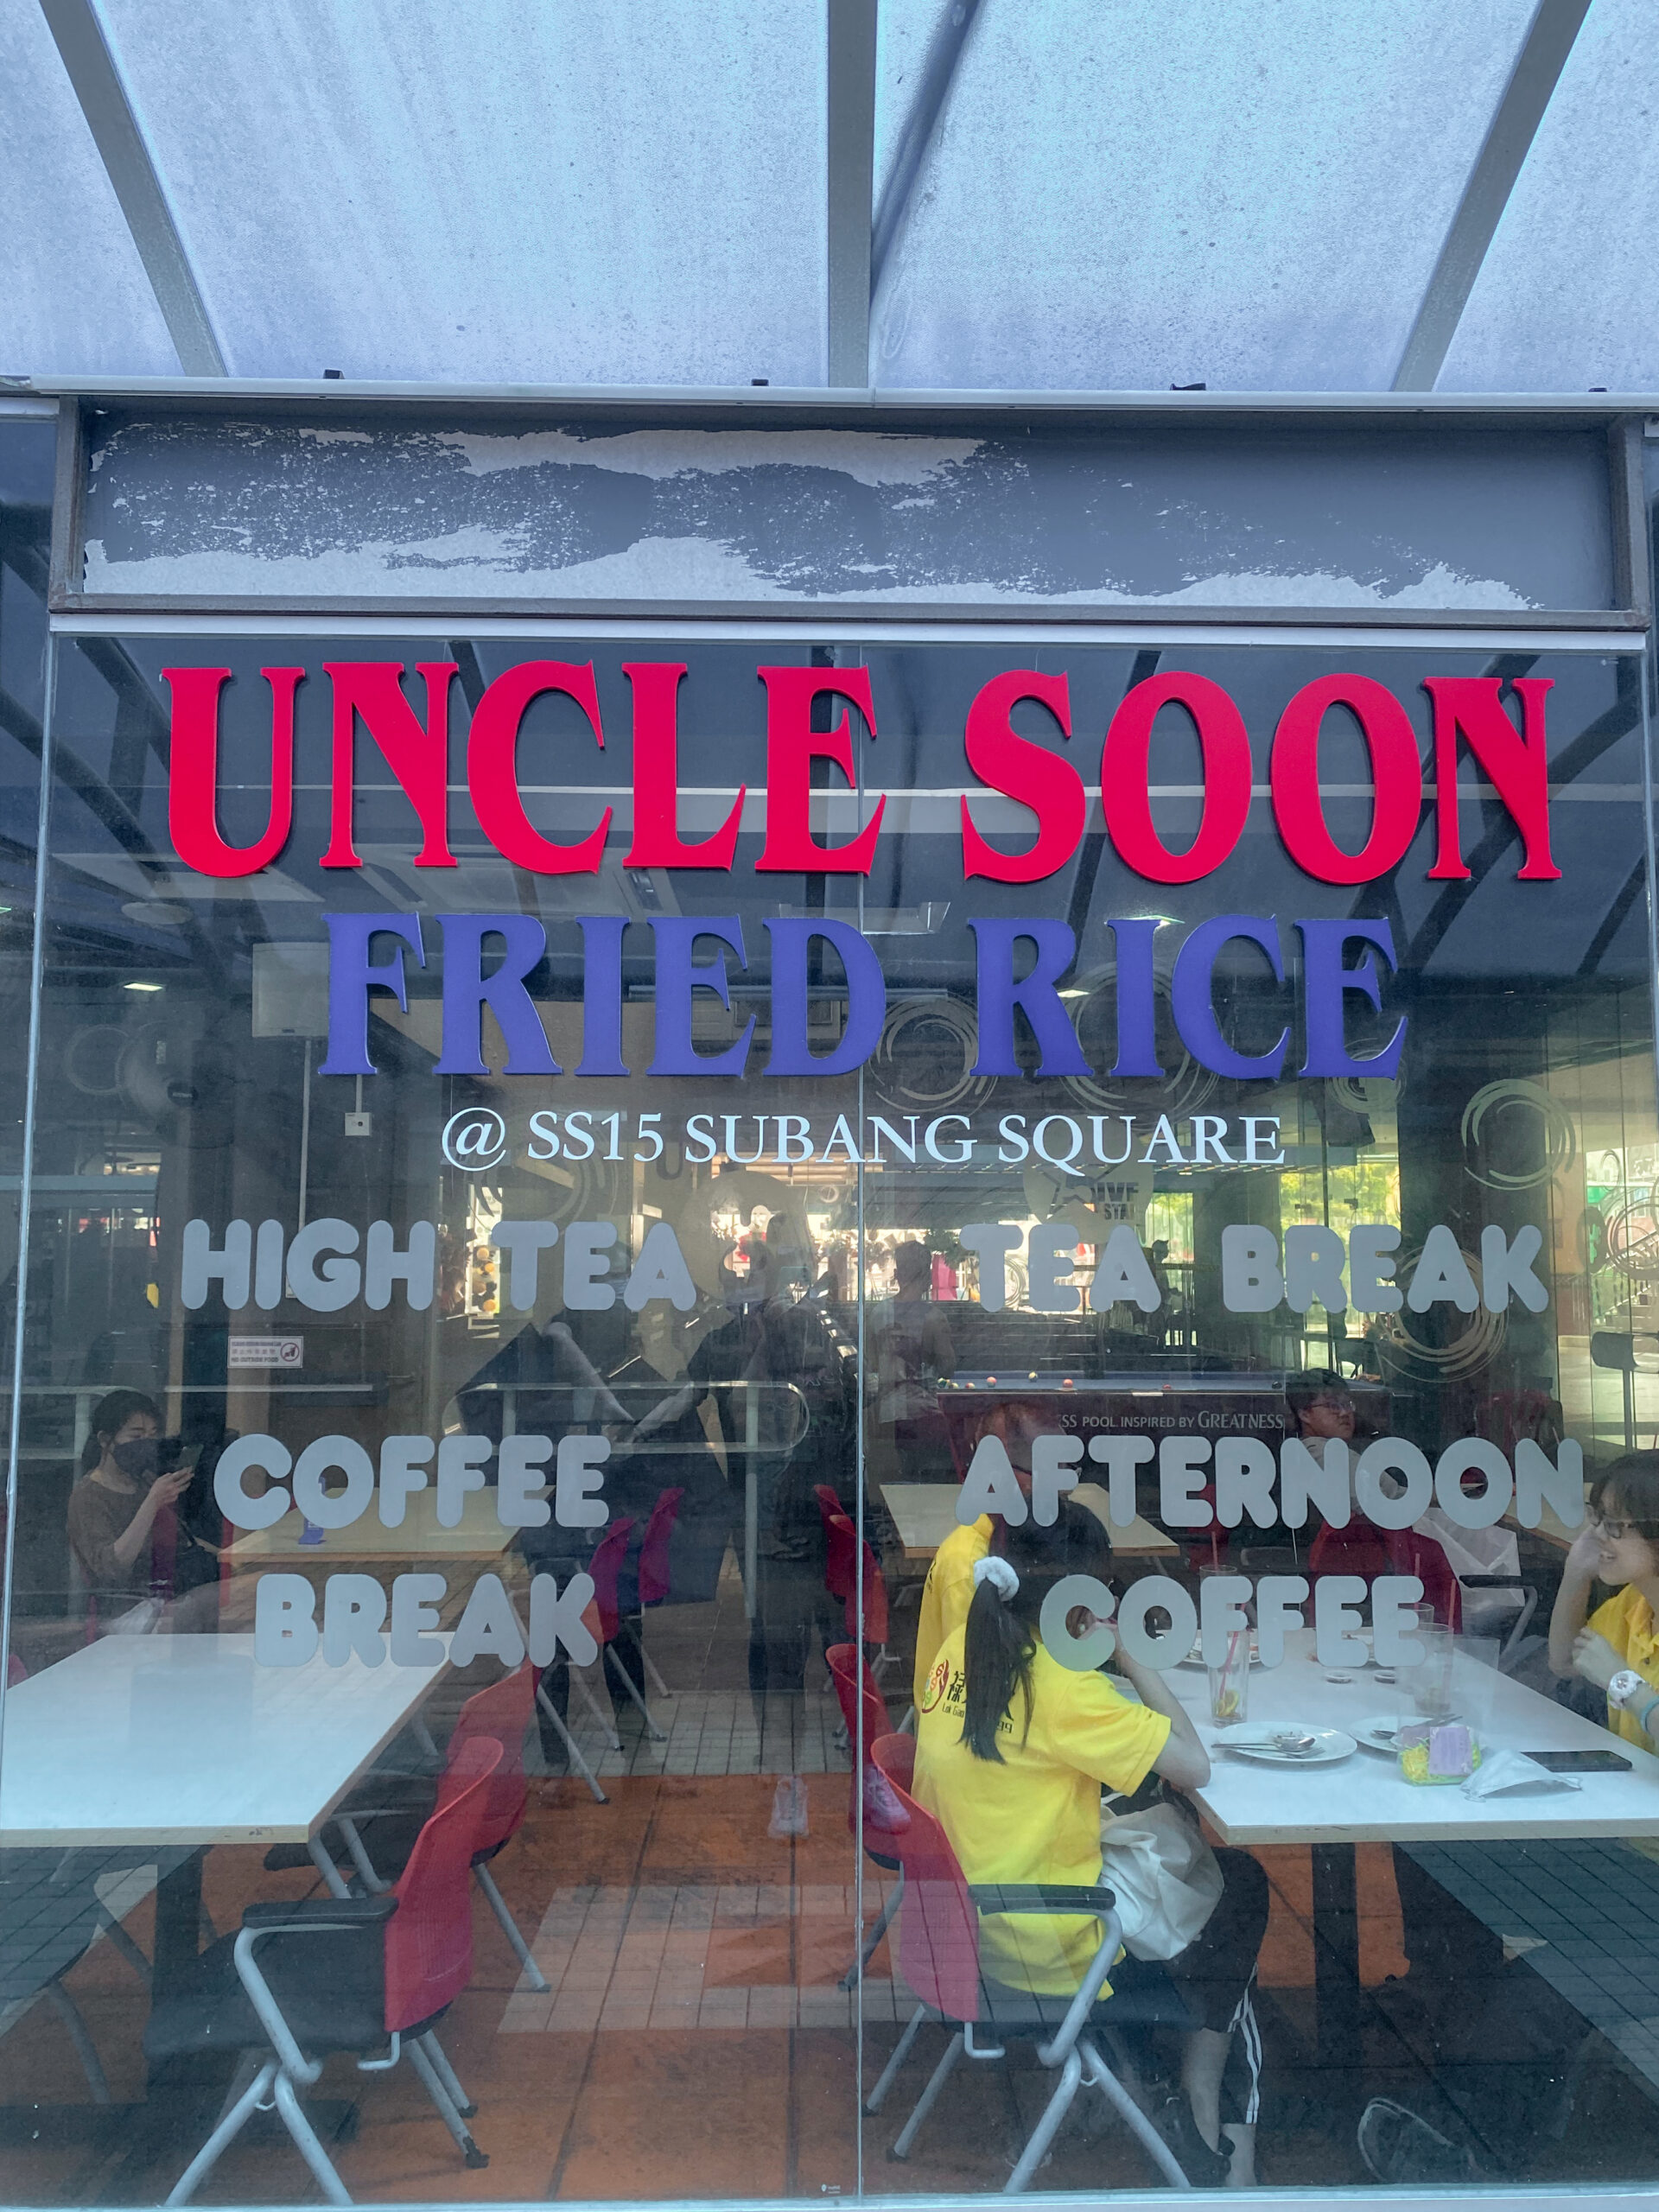 UNCLE SOON
FRIED RICE
@ SS15 SUBANG SQUARE
HIGH TEA
TEA BREAK
COFFEE
BREAK
AFTERNOON
COFFEE
SS POOL INSPIRED BY GREATNESS